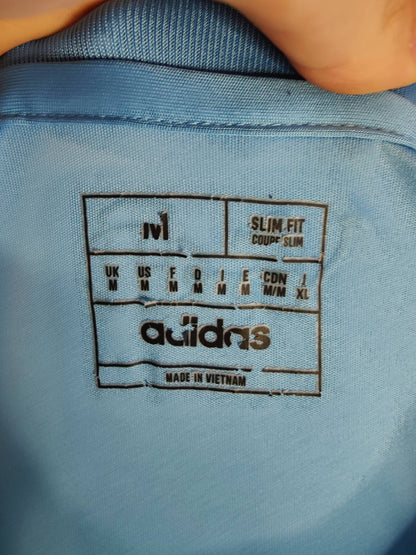 M
SLIM FIT
COUPE SLIM
UK US F D I E CDN J
M M M M M M M/M XL
adidas
MADE IN VIETNAM